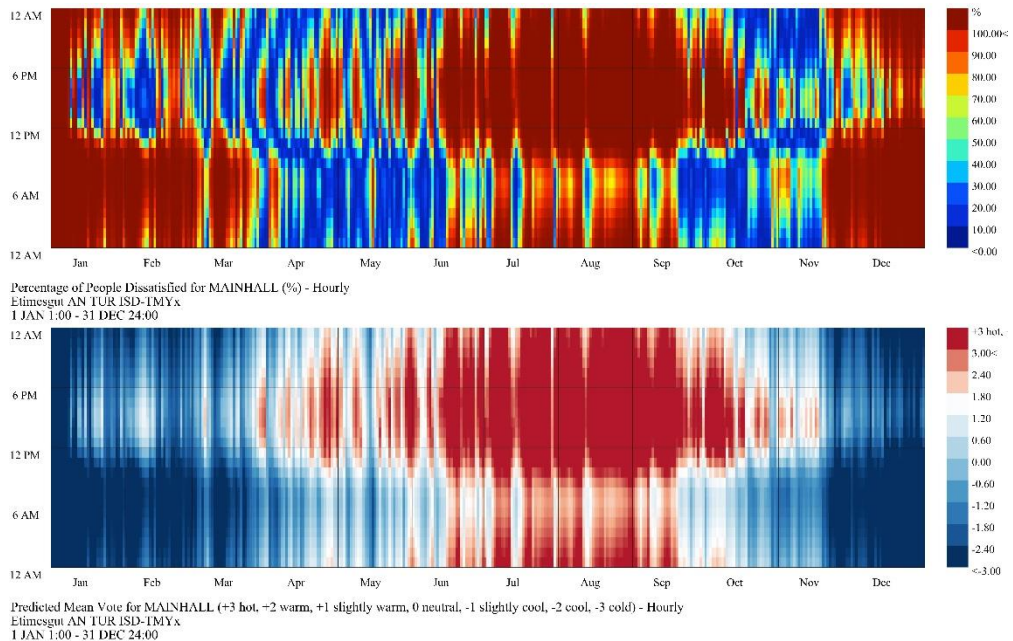 12 AM
6 PM
12 PM
6 AM
12 AM
%
100.00<
90.00
80.00
70.00
60.00
50.00
40.00
30.00
20.00
10.00
<0.00
Jan Feb Mar Apr May Jun Jul Aug Sep Oct Nov Dec
Percentage of People Dissatisfied for MAINHALL (%) - Hourly
Etimesgut AN TUR ISD-TMYx
1 JAN 1:00 - 31 DEC 24:00
12 AM
6 PM
12 PM
6 AM
12 AM
+3 hot,
3.00<
2.40
1.80
1.20
0.60
0.00
-0.60
-1.20
-1.80
-2.40
<-3.00
Jan Feb Mar Apr May Jun Jul Aug Sep Oct Nov Dec
Predicted Mean Vote for MAINHALL (+3 hot, +2 warm, +1 slightly warm, 0 neutral, -1 slightly cool, -2 cool, -3 cold) - Hourly
Etimesgut AN TUR ISD-TMYx
1 JAN 1:00 - 31 DEC 24:00